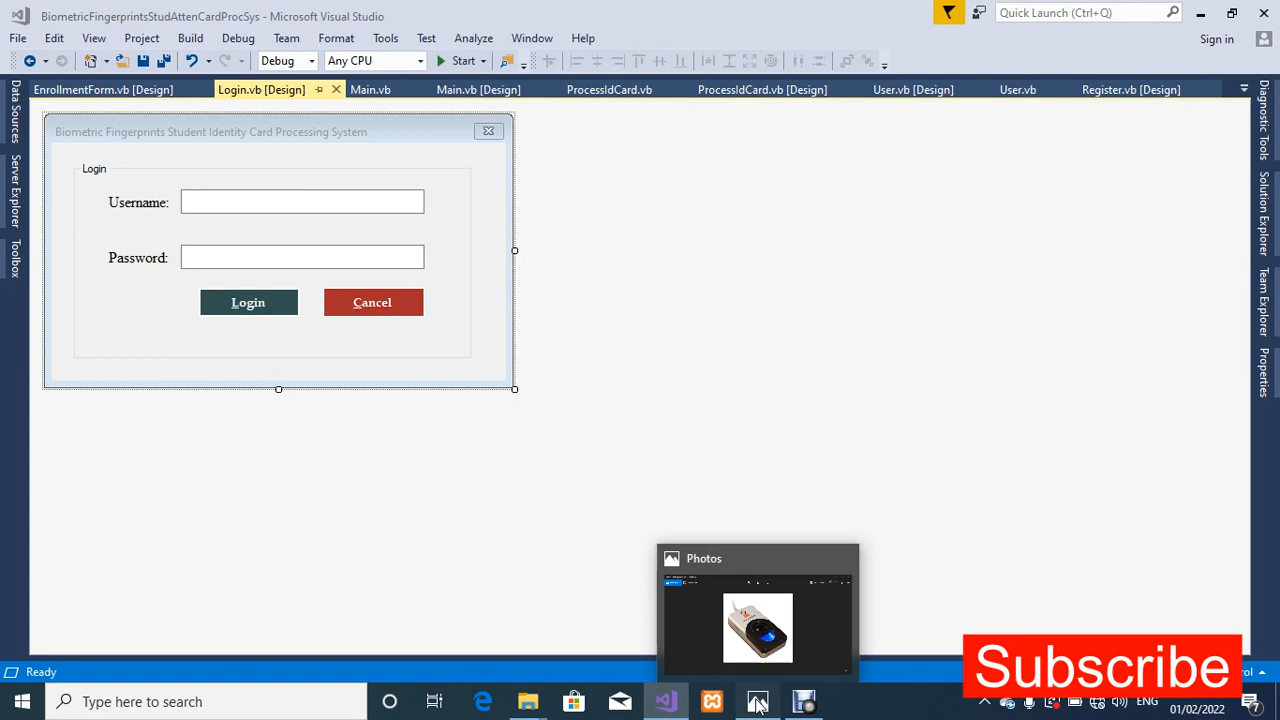 BiometricFingerprintsStudAttenCardProcSys - Microsoft Visual Studio
Quick Launch (Ctrl+Q)
File Edit View Project Build Debug Team Format Tools Test Analyze Window Help
Sign in
Debug Any CPU Start
EnrollmentForm.vb [Design] Login.vb [Design] Main.vb Main.vb [Design] ProcessIdCard.vb ProcessIdCard.vb [Design] User.vb [Design] User.vb Register.vb [Design]
Data Sources
Server Explorer
Toolbox
Biometric Fingerprints Student Identity Card Processing System
Login
Username:
Password:
Login Cancel
Diagnostic Tools
Solution Explorer
Team Explorer
Properties
Photos
Subscribe
Ready
Type here to search
ENG
01/02/2022
7